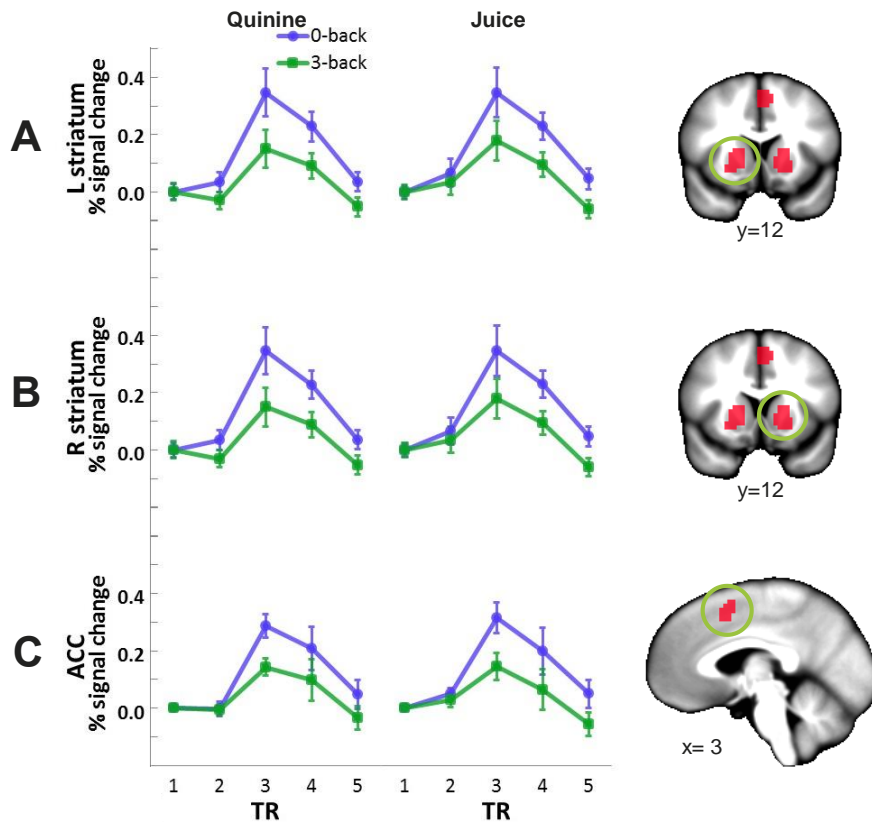 Quinine
Juice
0-back
3-back
A
L striatum
% signal change
0.4
0.2
0.0
y=12
B
R striatum
% signal change
0.4
0.2
0.0
y=12
C
ACC
% signal change
0.4
0.2
0.0
x= 3
1 2 3 4 5 1 2 3 4 5
TR TR